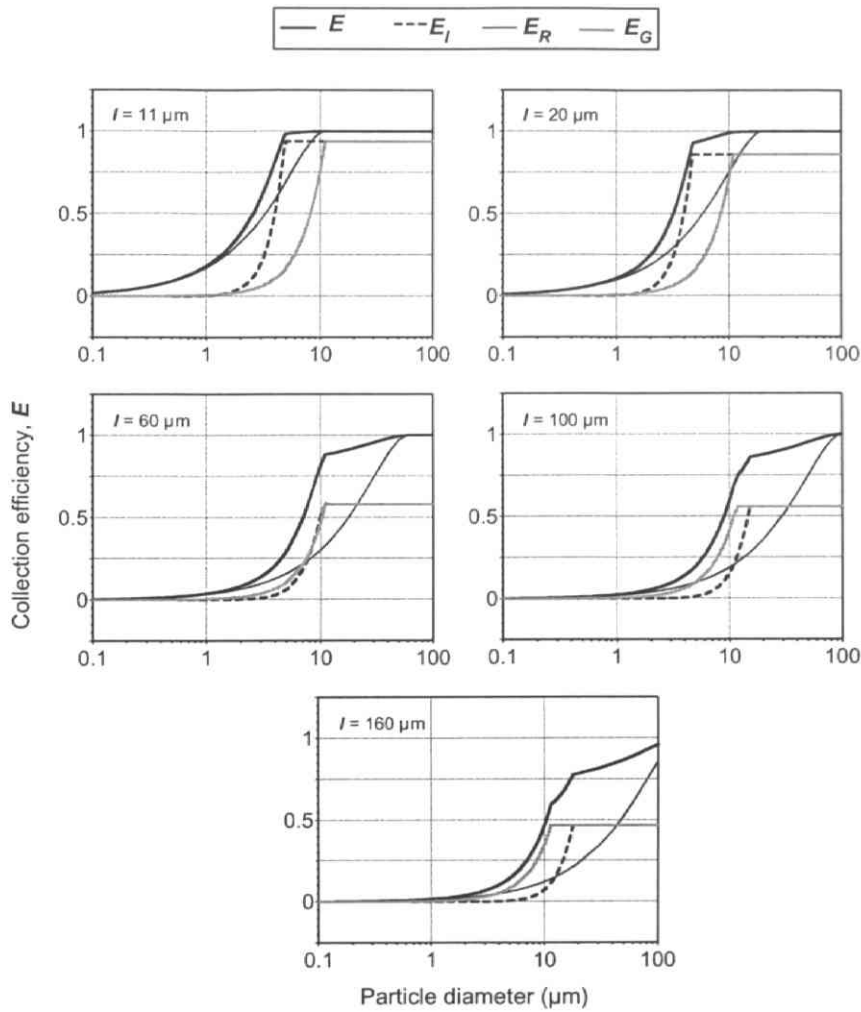 E E_I E_R E_G
l = 11 µm
1
0.5
0
0.1 1 10 100
l = 20 µm
1
0.5
0
0.1 1 10 100
l = 60 µm
1
0.5
0
0.1 1 10 100
l = 100 µm
1
0.5
0
0.1 1 10 100
l = 160 µm
1
0.5
0
0.1 1 10 100
Collection efficiency, E
Particle diameter (µm)